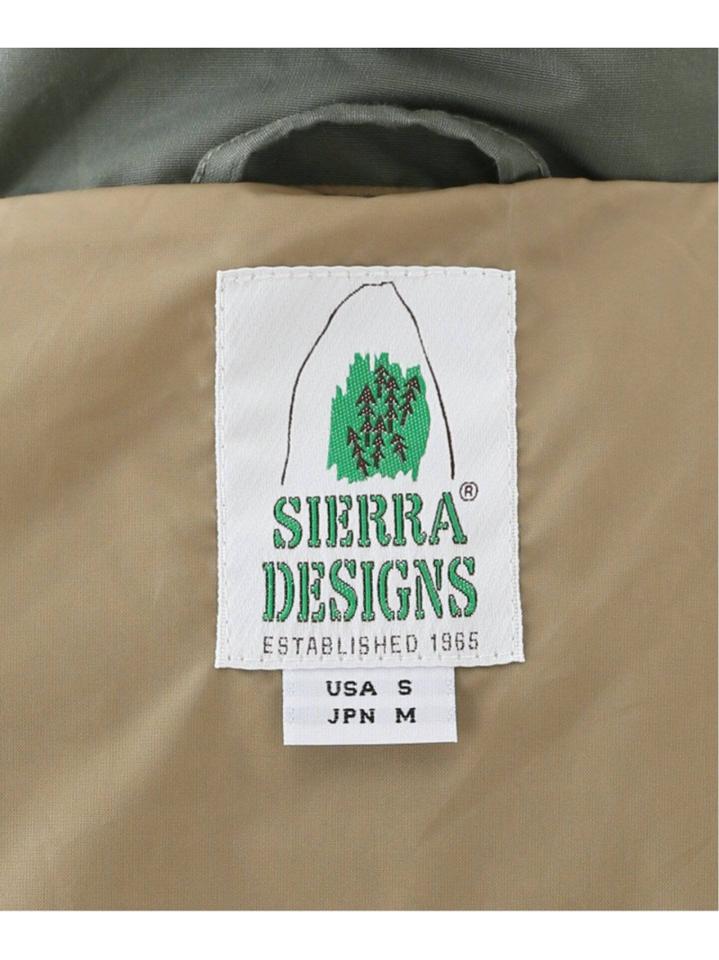 SIERRA®
DESIGNS
ESTABLISHED 1965
USA S
JPN M